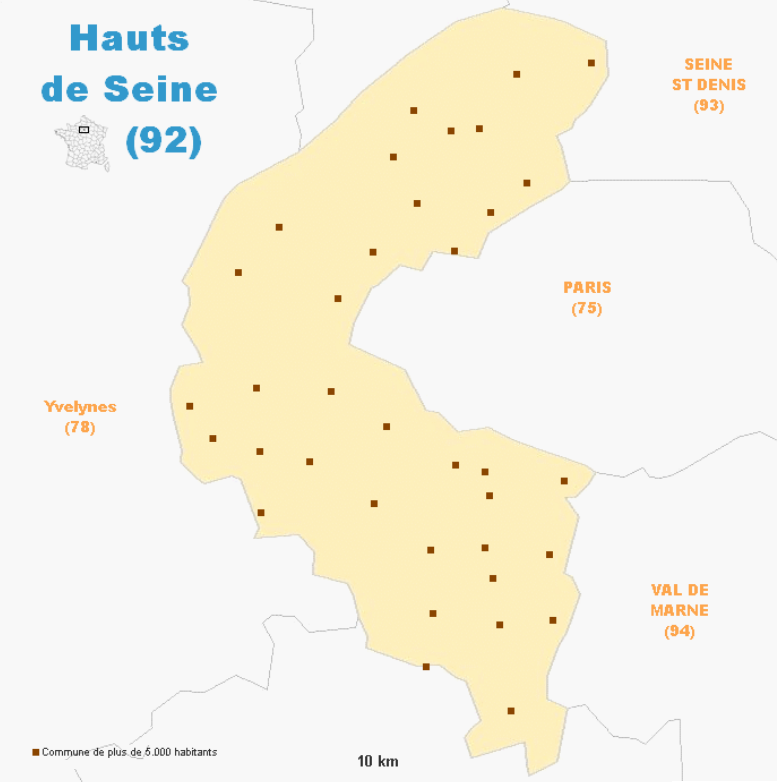 Hauts
de Seine
(92)
SEINE
ST DENIS
(93)
PARIS
(75)
Yvelynes
(78)
VAL DE
MARNE
(94)
Commune de plus de 5.000 habitants
10 km